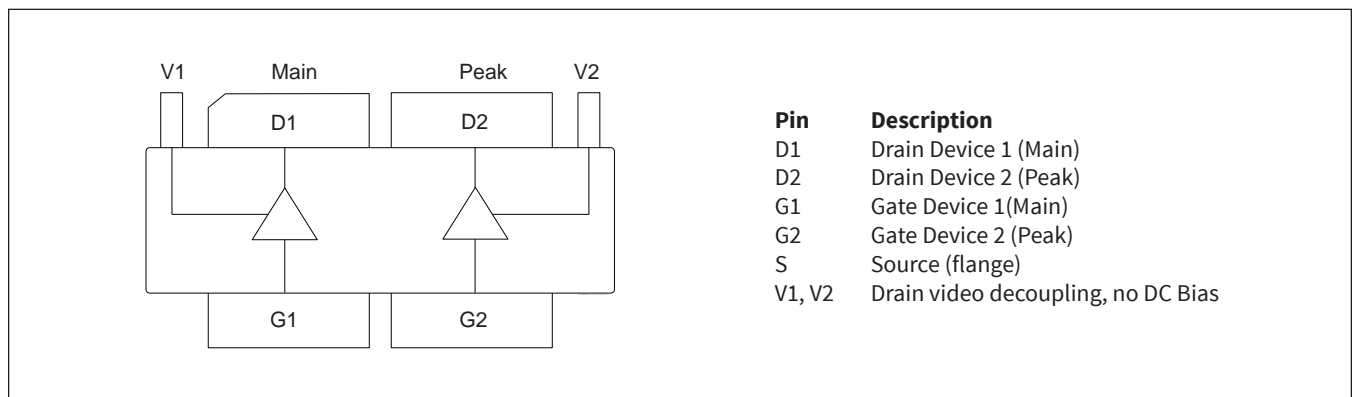 V1 Main Peak V2
D1 D2
G1 G2
Pin Description
D1 Drain Device 1 (Main)
D2 Drain Device 2 (Peak)
G1 Gate Device 1(Main)
G2 Gate Device 2 (Peak)
S Source (flange)
V1, V2 Drain video decoupling, no DC Bias